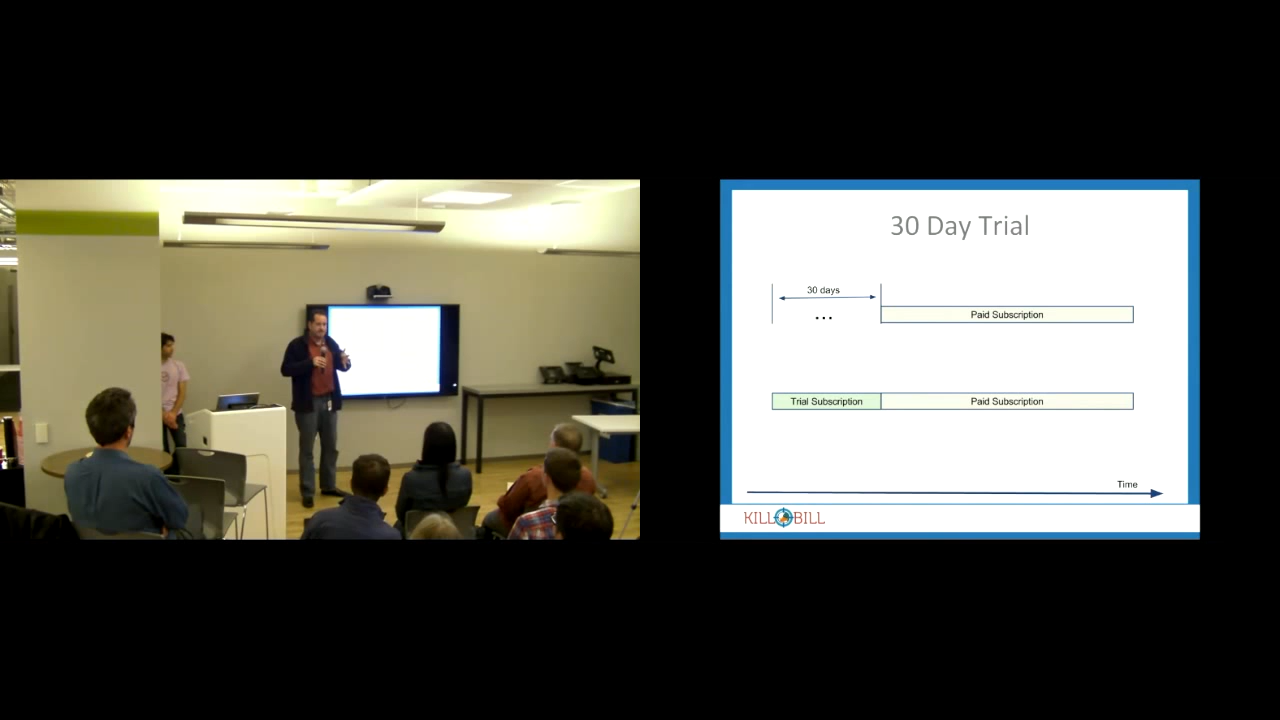 30 Day Trial
30 days
...
Paid Subscription
Trial Subscription
Paid Subscription
Time
KILL BILL